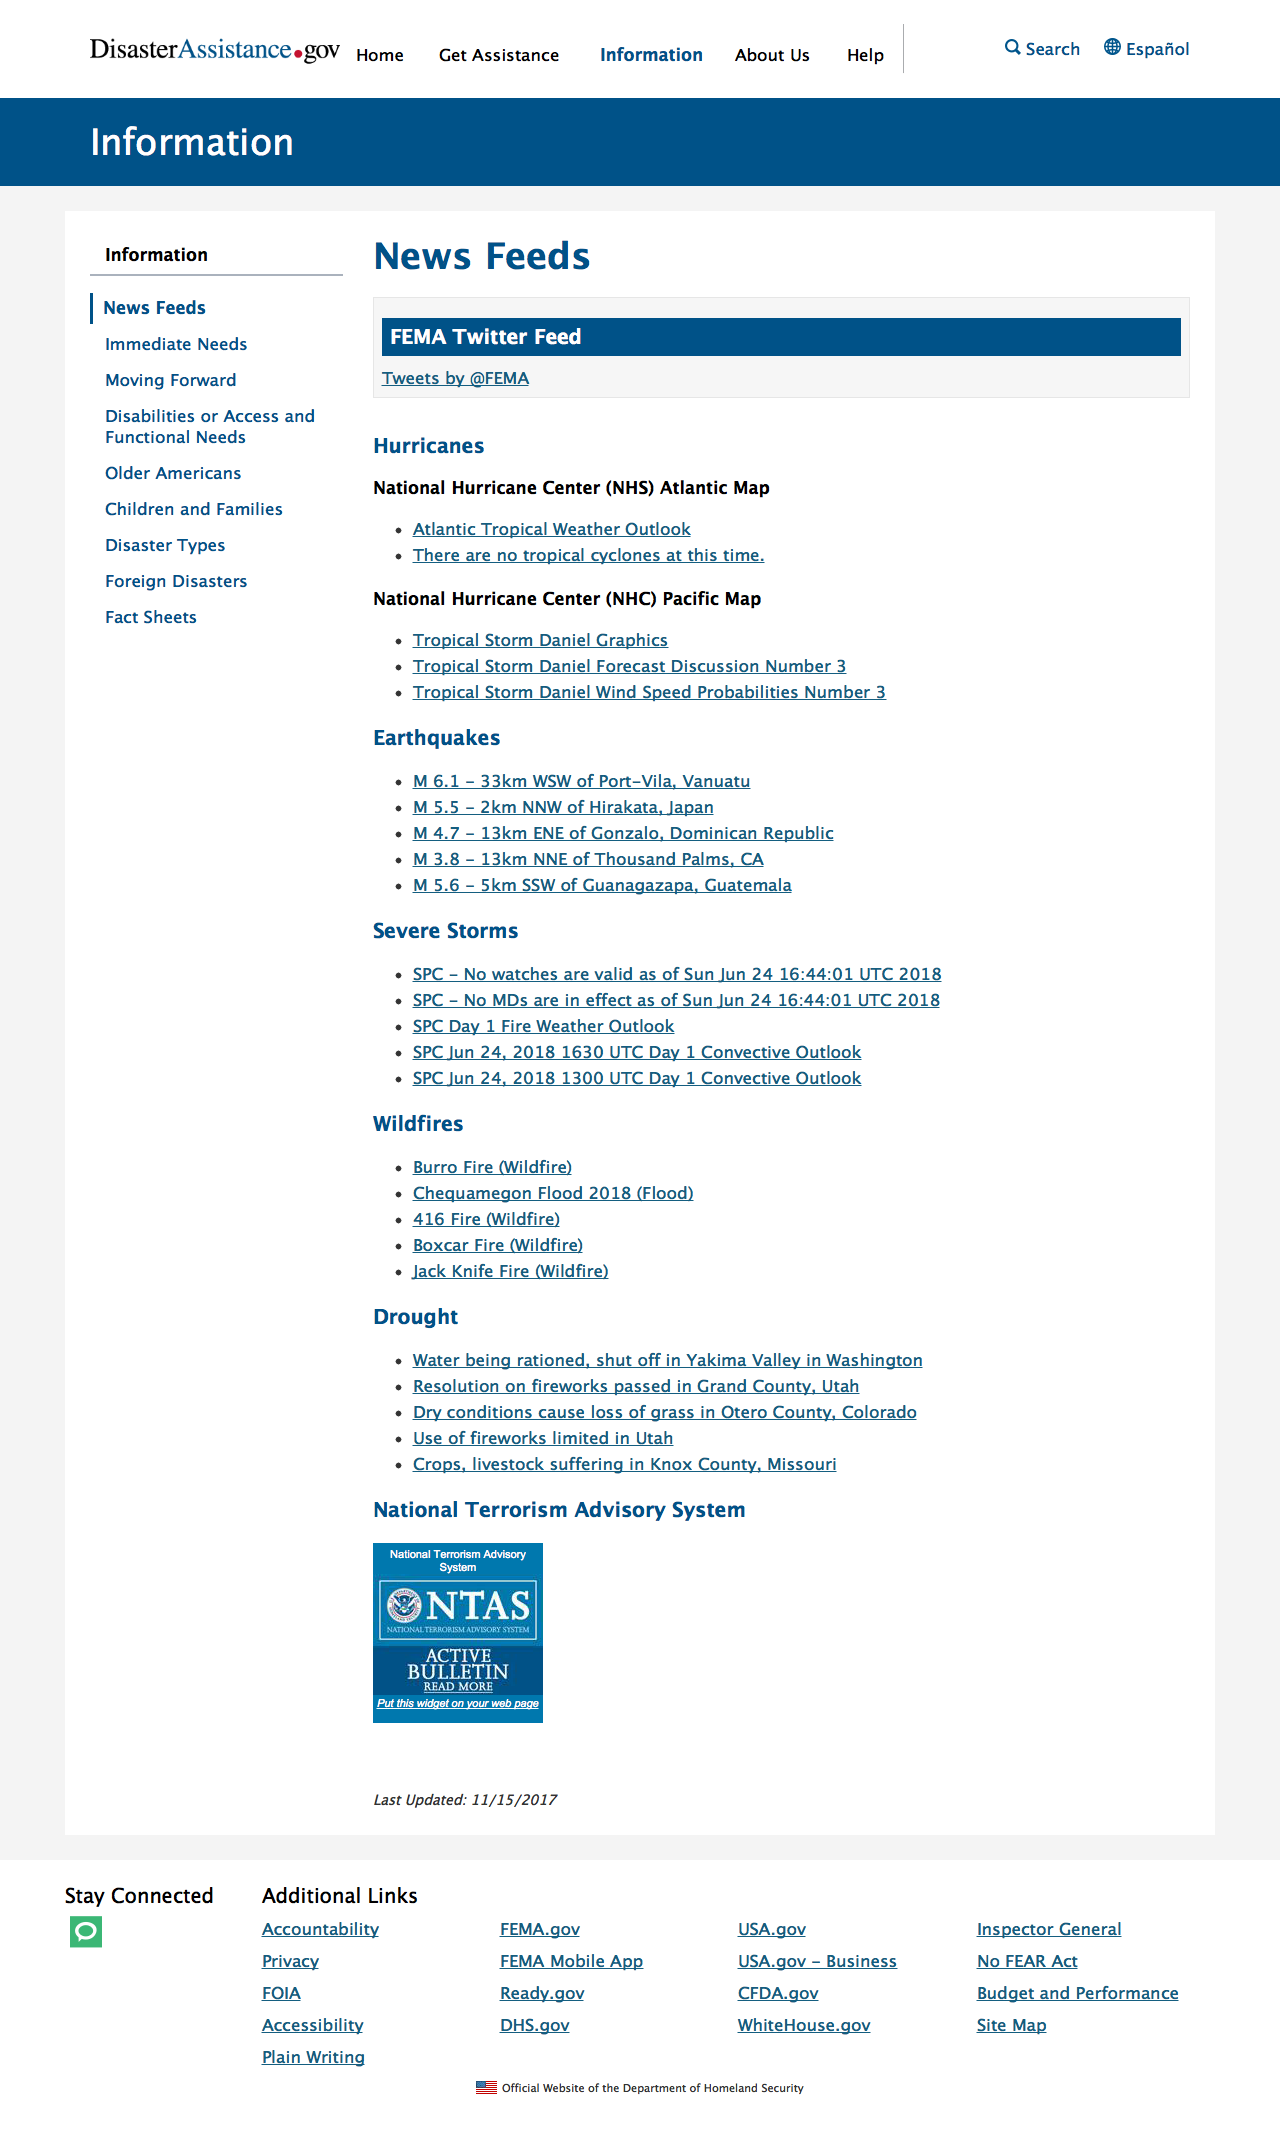 DisasterAssistance.gov
Home
Get Assistance
Information
About Us
Help
Search
Español
Information
Information
News Feeds
Immediate Needs
Moving Forward
Disabilities or Access and
Functional Needs
Older Americans
Children and Families
Disaster Types
Foreign Disasters
Fact Sheets
News Feeds
FEMA Twitter Feed
Tweets by @FEMA
Hurricanes
National Hurricane Center (NHS) Atlantic Map
Atlantic Tropical Weather Outlook
There are no tropical cyclones at this time.
National Hurricane Center (NHC) Pacific Map
Tropical Storm Daniel Graphics
Tropical Storm Daniel Forecast Discussion Number 3
Tropical Storm Daniel Wind Speed Probabilities Number 3
Earthquakes
M 6.1 - 33km WSW of Port-Vila, Vanuatu
M 5.5 - 2km NNW of Hirakata, Japan
M 4.7 - 13km ENE of Gonzalo, Dominican Republic
M 3.8 - 13km NNE of Thousand Palms, CA
M 5.6 - 5km SSW of Guanagazapa, Guatemala
Severe Storms
SPC - No watches are valid as of Sun Jun 24 16:44:01 UTC 2018
SPC - No MDs are in effect as of Sun Jun 24 16:44:01 UTC 2018
SPC Day 1 Fire Weather Outlook
SPC Jun 24, 2018 1630 UTC Day 1 Convective Outlook
SPC Jun 24, 2018 1300 UTC Day 1 Convective Outlook
Wildfires
Burro Fire (Wildfire)
Chequamegon Flood 2018 (Flood)
416 Fire (Wildfire)
Boxcar Fire (Wildfire)
Jack Knife Fire (Wildfire)
Drought
Water being rationed, shut off in Yakima Valley in Washington
Resolution on fireworks passed in Grand County, Utah
Dry conditions cause loss of grass in Otero County, Colorado
Use of fireworks limited in Utah
Crops, livestock suffering in Knox County, Missouri
National Terrorism Advisory System
National Terrorism Advisory
System
NTAS
NATIONAL TERRORISM ADVISORY SYSTEM
ACTIVE
BULLETIN
READ MORE
Put this widget on your web page
Last Updated: 11/15/2017
Stay Connected
Additional Links
Accountability
Privacy
FOIA
Accessibility
Plain Writing
FEMA.gov
FEMA Mobile App
Ready.gov
DHS.gov
USA.gov
USA.gov - Business
CFDA.gov
WhiteHouse.gov
Inspector General
No FEAR Act
Budget and Performance
Site Map
Official Website of the Department of Homeland Security